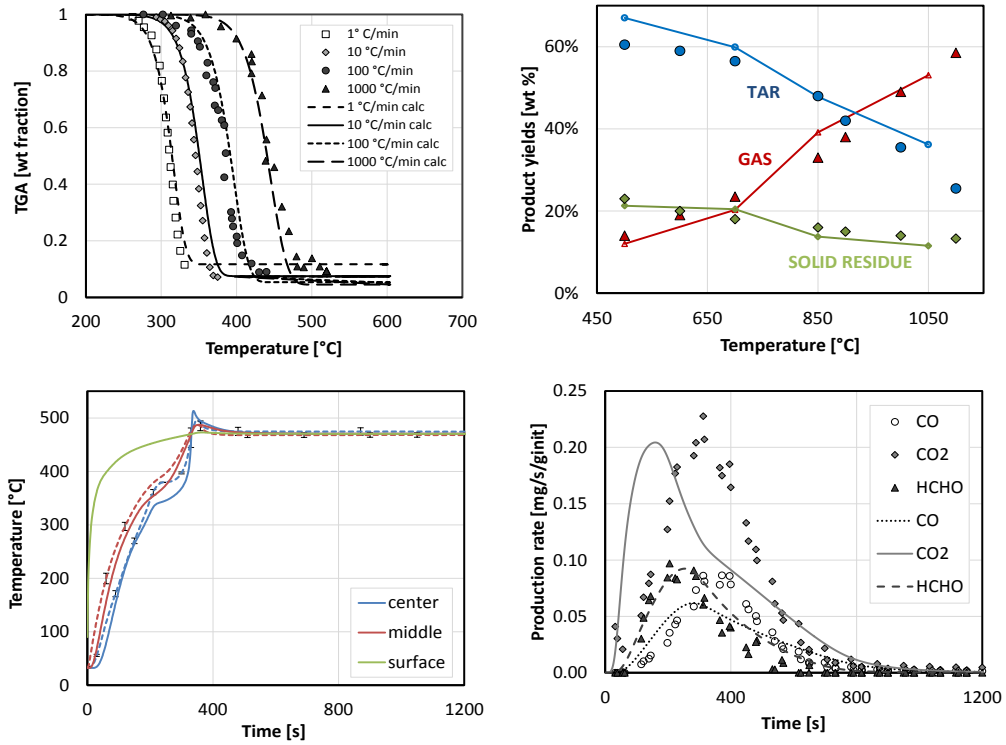 TGA [wt fraction]
1
0.8
0.6
0.4
0.2
0
200
300
400
500
600
700
Temperature [°C]
1° C/min
10 °C/min
100 °C/min
1000 °C/min
1 °C/min calc
10 °C/min calc
100 °C/min calc
1000 °C/min calc
Product yields [wt %]
60%
40%
20%
0%
450
650
850
1050
Temperature [°C]
TAR
GAS
SOLID RESIDUE
Temperature [°C]
500
400
300
200
100
0
0
400
800
1200
Time [s]
center
middle
surface
Production rate [mg/s/ginit]
0.25
0.20
0.15
0.10
0.05
0.00
0
400
800
1200
Time [s]
CO
CO2
HCHO
CO
CO2
HCHO